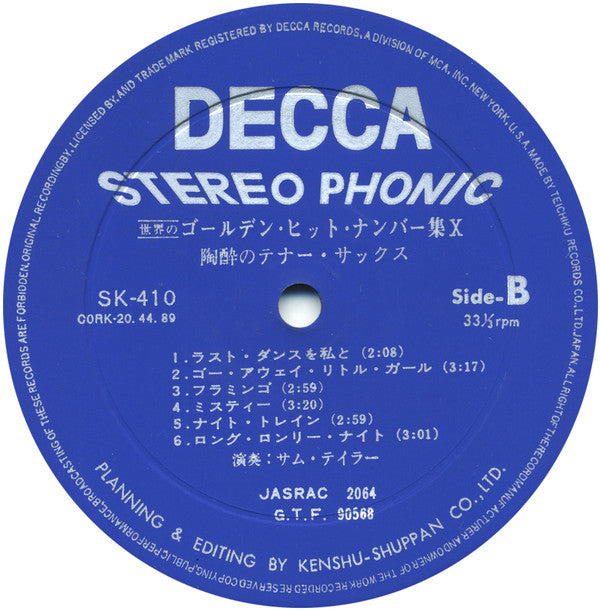 DECCA
STEREO PHONIC
世界の ゴールデン・ヒット・ナンバー集X
陶酔のテナー・サックス
SK-410
CORK-20.44.89
Side-B
33⅓rpm
1.ラスト・ダンスを私と (2:08)
2.ゴー・アウェイ・リトル・ガール (3:17)
3.フラミンゴ (2:59)
4.ミスティー (3:20)
5.ナイト・トレイン (2:59)
6.ロング・ロンリー・ナイト (3:01)
演奏:サム・テイラー
JASRAC 2064
G.T.F. 90568
PLANNING & EDITING BY KENSHU-SHUPPAN CO., LTD.
LICENSED BY, AND TRADE MARK REGISTERED BY DECCA RECORDS, A DIVISION OF MCA, INC. NEW YORK, U.S.A. MADE BY TEICHIKU RECORDS CO., LTD. JAPAN. ALL RIGHT OF THE RECORD MANUFACTURER AND OWNER OF THE WORK RECORDED RESERVED COPYING, PUBLIC PERFORMANCE, BROADCASTING OF THESE RECORDS ARE FORBIDDEN, ORIGINAL RECORDING BY,